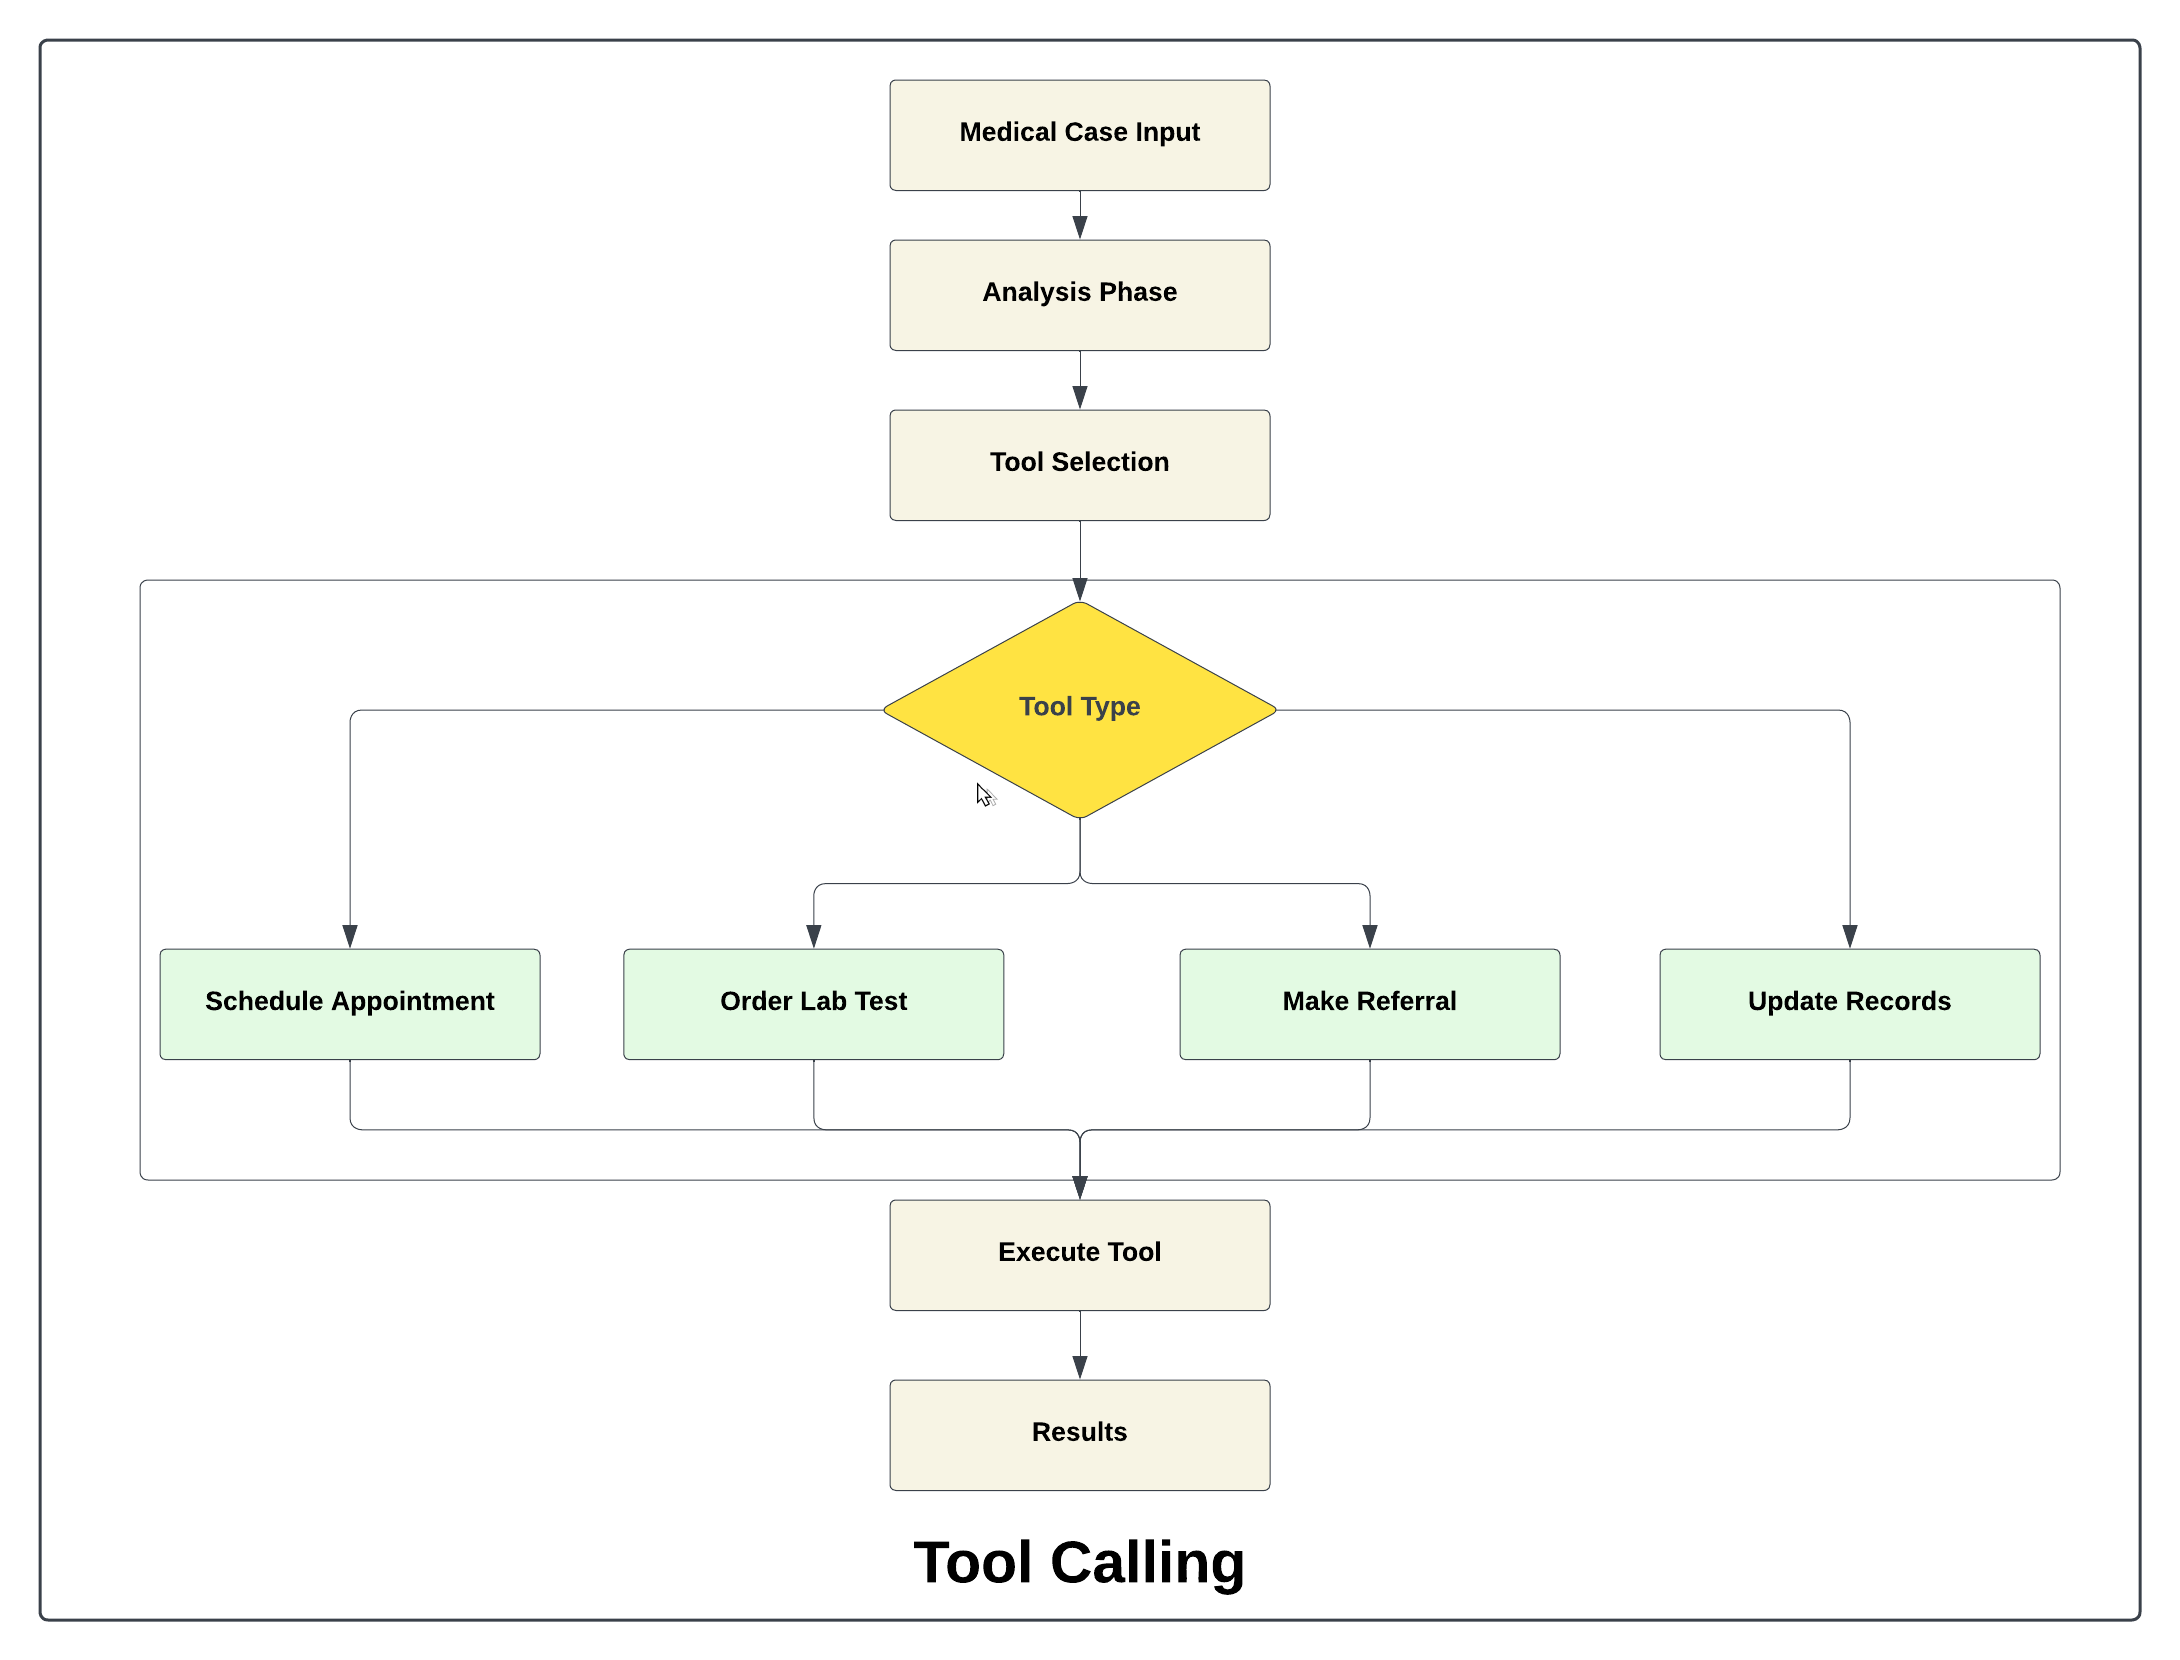 Medical Case Input
Analysis Phase
Tool Selection
Tool Type
Schedule Appointment
Order Lab Test
Make Referral
Update Records
Execute Tool
Results
Tool Calling